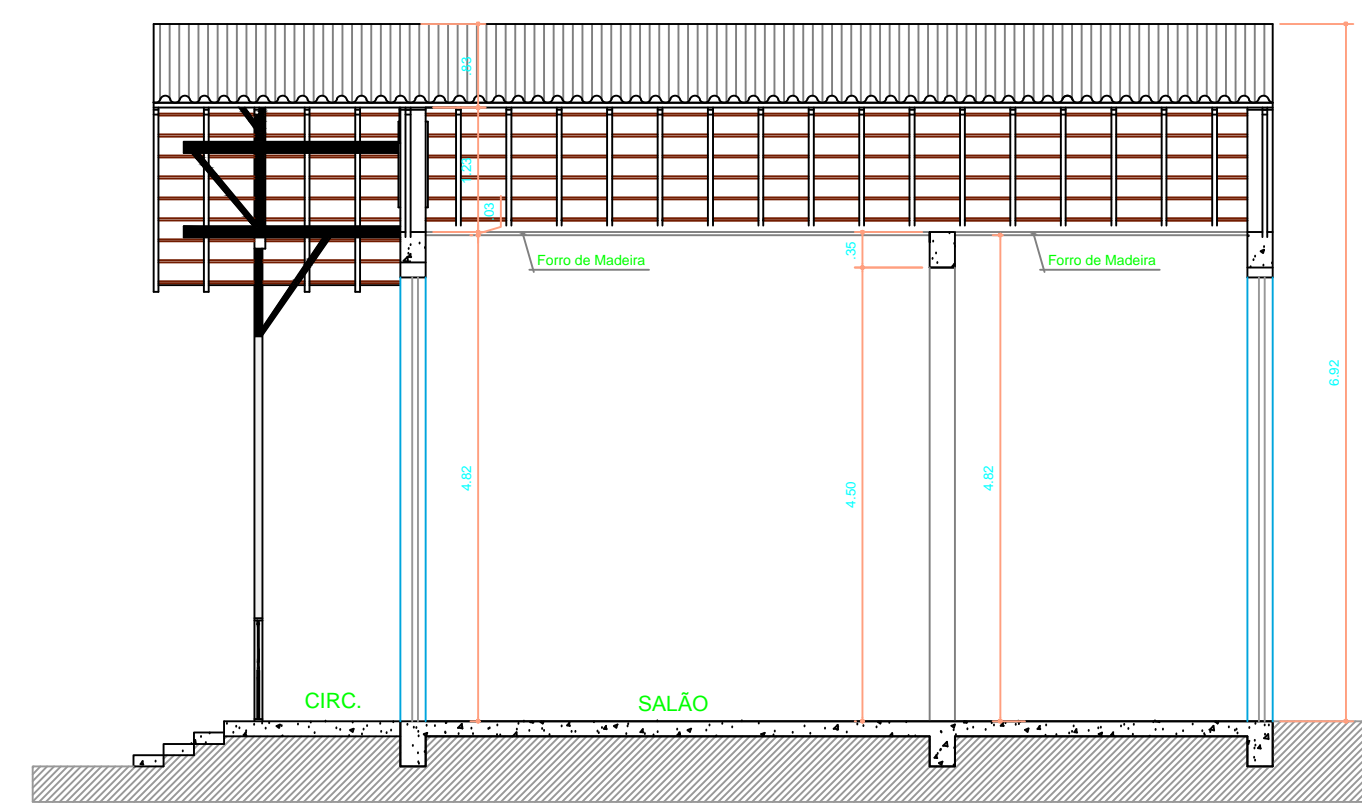 .83
1.23
.03
.35
Forro de Madeira
Forro de Madeira
6.92
4.82
4.50
4.82
CIRC.
SALÃO